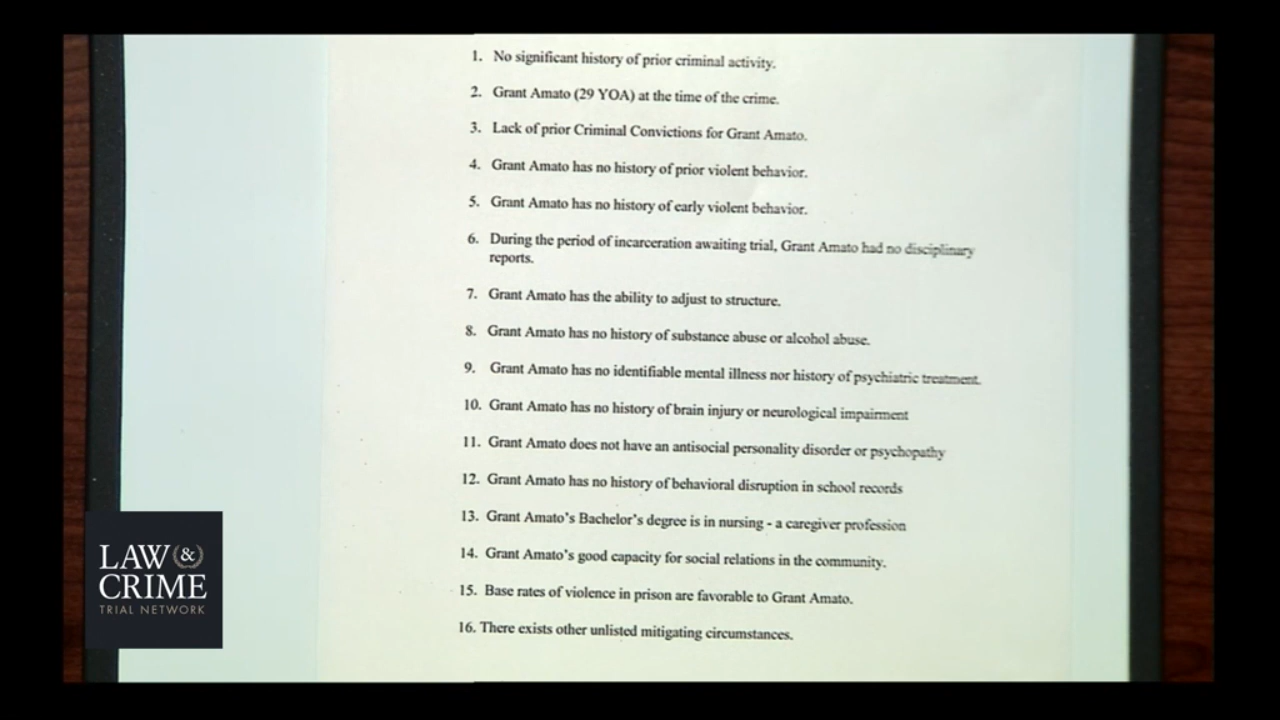 1. No significant history of prior criminal activity.
2. Grant Amato (29 YOA) at the time of the crime.
3. Lack of prior Criminal Convictions for Grant Amato.
4. Grant Amato has no history of prior violent behavior.
5. Grant Amato has no history of early violent behavior.
6. During the period of incarceration awaiting trial, Grant Amato had no disciplinary
reports.
7. Grant Amato has the ability to adjust to structure.
8. Grant Amato has no history of substance abuse or alcohol abuse.
9. Grant Amato has no identifiable mental illness nor history of psychiatric treatment.
10. Grant Amato has no history of brain injury or neurological impairment
11. Grant Amato does not have an antisocial personality disorder or psychopathy
12. Grant Amato has no history of behavioral disruption in school records
13. Grant Amato's Bachelor's degree is in nursing - a caregiver profession
14. Grant Amato's good capacity for social relations in the community.
15. Base rates of violence in prison are favorable to Grant Amato.
16. There exists other unlisted mitigating circumstances.
LAW &
CRIME
TRIAL NETWORK